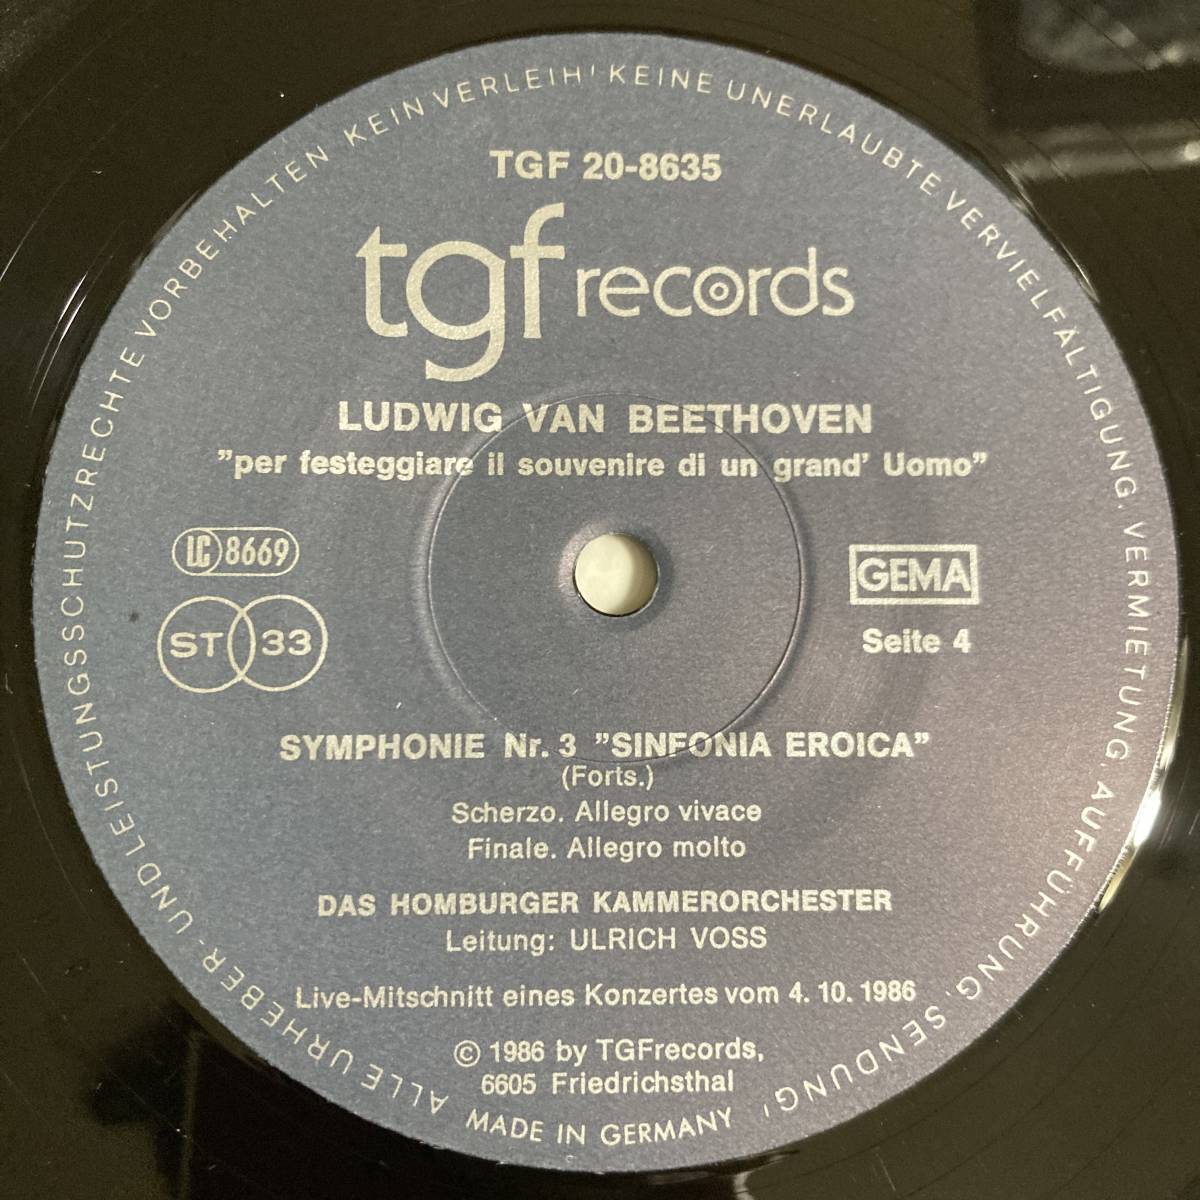 ALLE URHEBER- UND LEISTUNGSSCHUTZRECHTE VORBEHALTEN KEIN VERLEIH! KEINE UNERLAUBTE VERVIELFÄLTIGUNG, VERMIETUNG, AUFFÜHRUNG, SENDUNG!
TGF 20-8635
tgf records
LUDWIG VAN BEETHOVEN
"per festeggiare il souvenire di un grand' Uomo"
LC 8669
GEMA
ST 33
Seite 4
SYMPHONIE Nr. 3 "SINFONIA EROICA"
(Forts.)
Scherzo. Allegro vivace
Finale. Allegro molto
DAS HOMBURGER KAMMERORCHESTER
Leitung: ULRICH VOSS
Live-Mitschnitt eines Konzertes vom 4. 10. 1986
© 1986 by TGFrecords,
6605 Friedrichsthal
MADE IN GERMANY